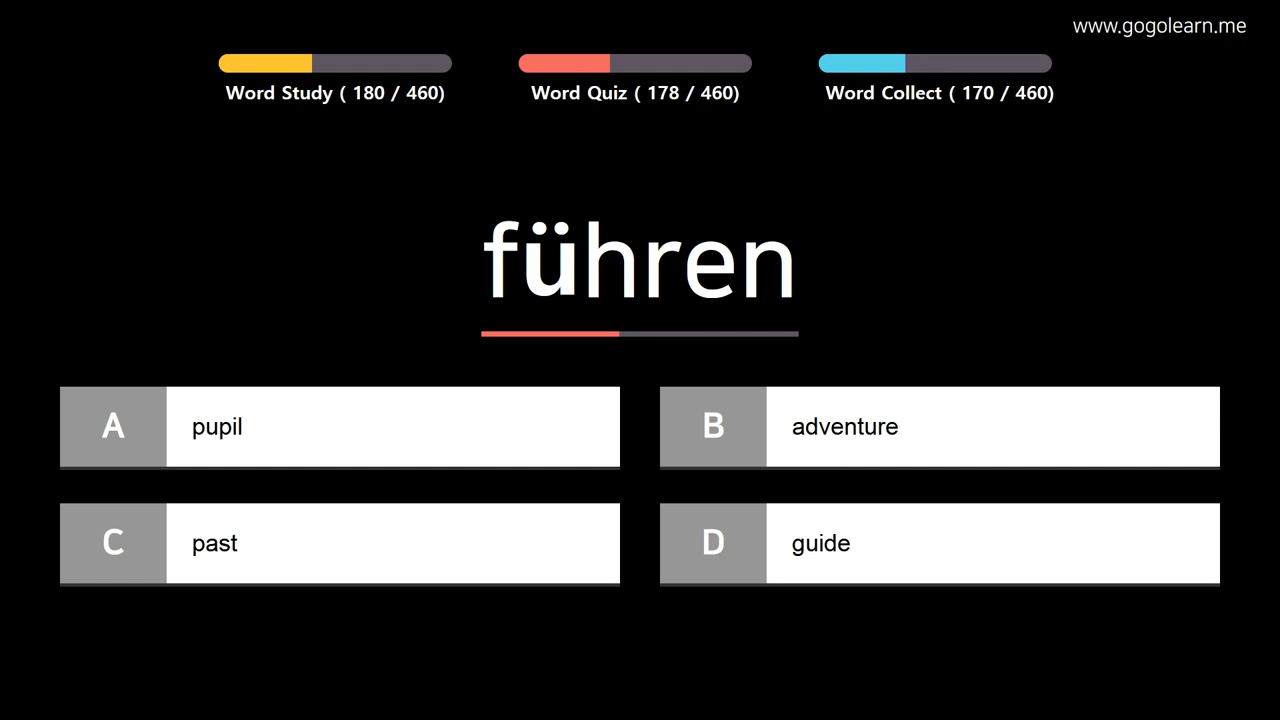 www.gogolearn.me
Word Study ( 180 / 460)
Word Quiz ( 178 / 460)
Word Collect ( 170 / 460)
führen
A pupil
B adventure
C past
D guide